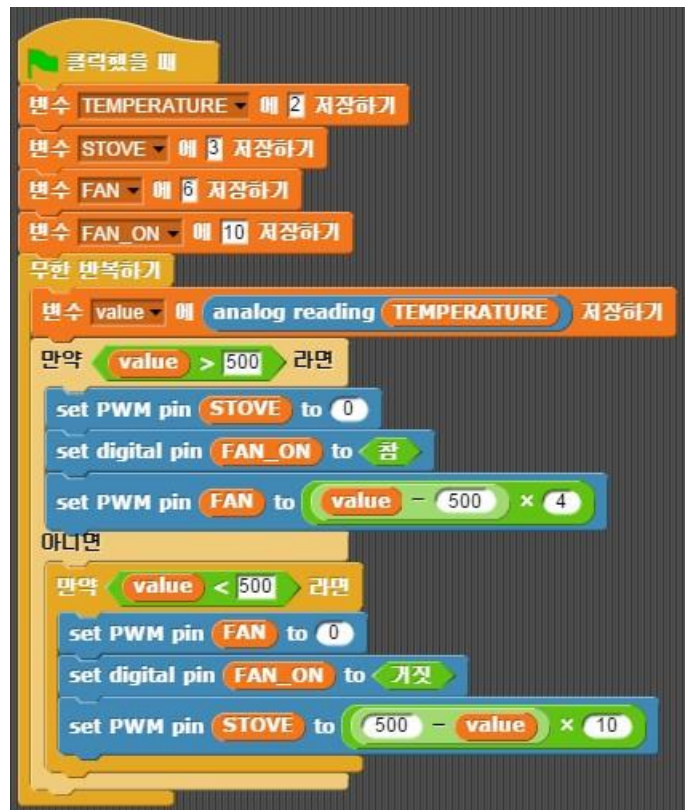 클릭했을 때
변수 TEMPERATURE 에 2 저장하기
변수 STOVE 에 3 저장하기
변수 FAN 에 6 저장하기
변수 FAN_ON 에 10 저장하기
무한 반복하기
변수 value 에 analog reading TEMPERATURE 저장하기
만약 value > 500 라면
set PWM pin STOVE to 0
set digital pin FAN_ON to 참
set PWM pin FAN to value - 500 × 4
아니면
만약 value < 500 라면
set PWM pin FAN to 0
set digital pin FAN_ON to 거짓
set PWM pin STOVE to 500 - value × 10